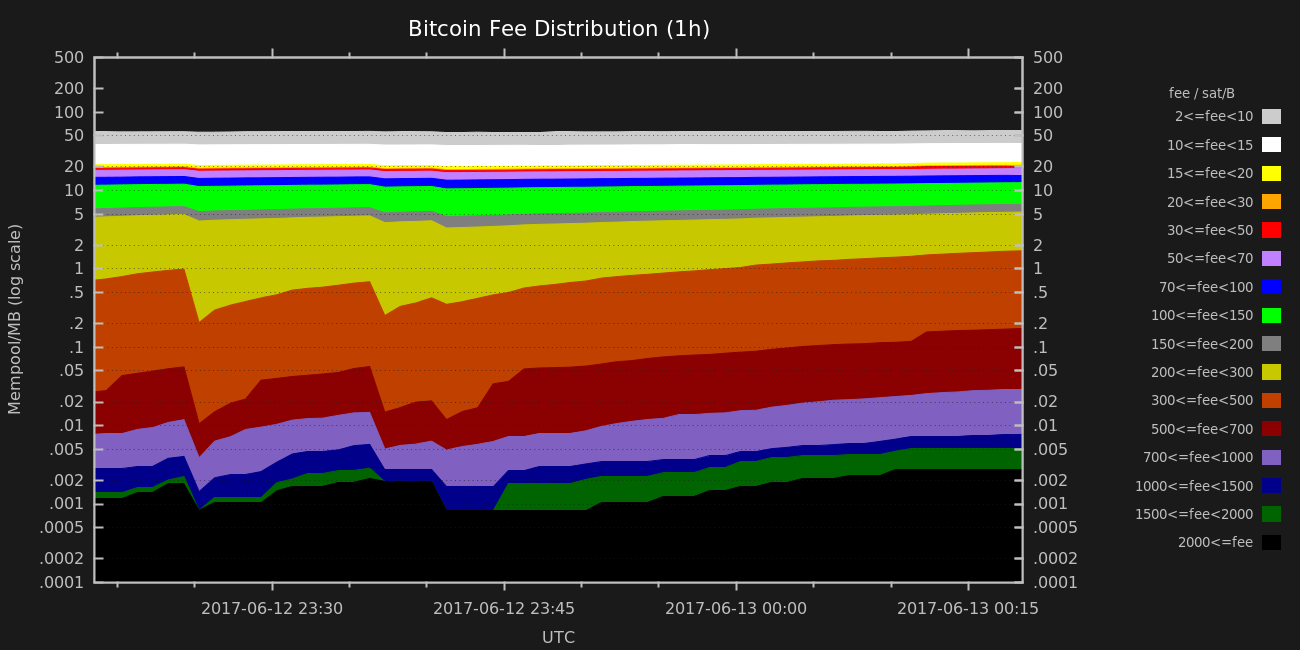 Bitcoin Fee Distribution (1h)
500 500
200 200
100 100
50 50
20 20
10 10
5 5
2 2
1 1
.5 .5
.2 .2
.1 .1
.05 .05
.02 .02
.01 .01
.005 .005
.002 .002
.001 .001
.0005 .0005
.0002 .0002
.0001 .0001
Mempool/MB (log scale)
2017-06-12 23:30 2017-06-12 23:45 2017-06-13 00:00 2017-06-13 00:15
UTC
fee / sat/B
2<=fee<10
10<=fee<15
15<=fee<20
20<=fee<30
30<=fee<50
50<=fee<70
70<=fee<100
100<=fee<150
150<=fee<200
200<=fee<300
300<=fee<500
500<=fee<700
700<=fee<1000
1000<=fee<1500
1500<=fee<2000
2000<=fee